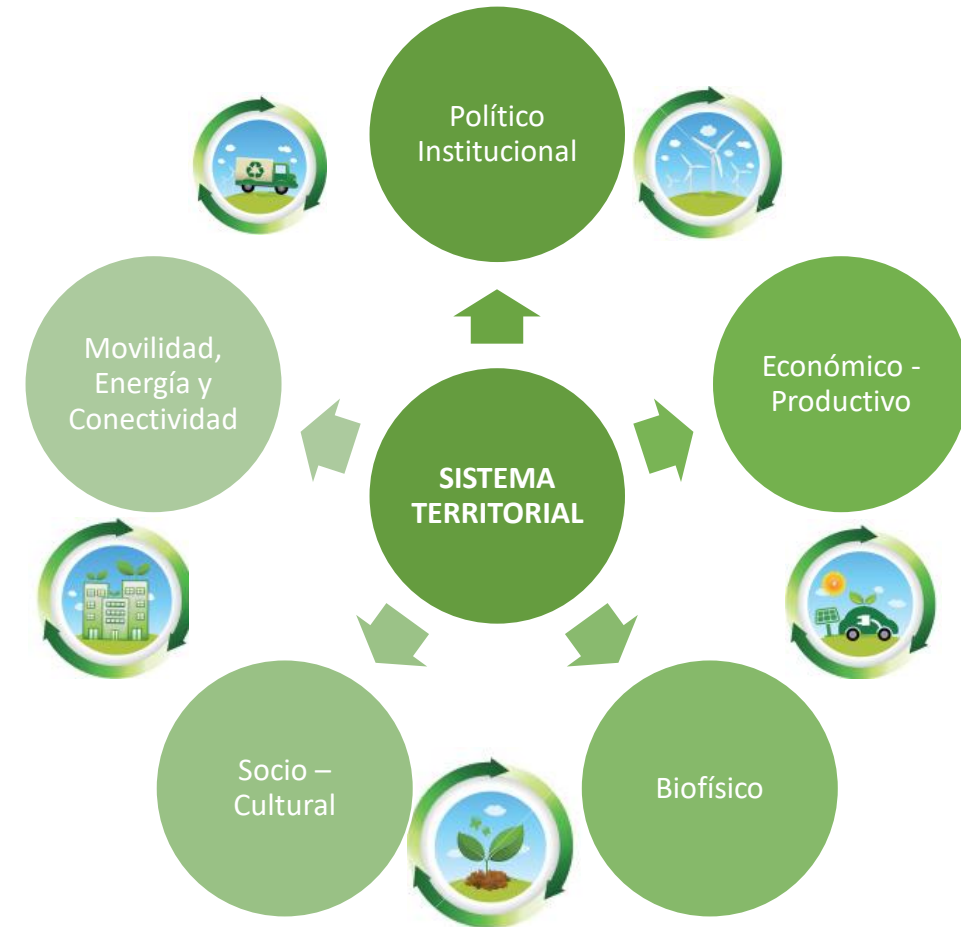 Político
Institucional
Movilidad,
Energía y
Conectividad
Económico -
Productivo
SISTEMA
TERRITORIAL
Socio –
Cultural
Biofísico